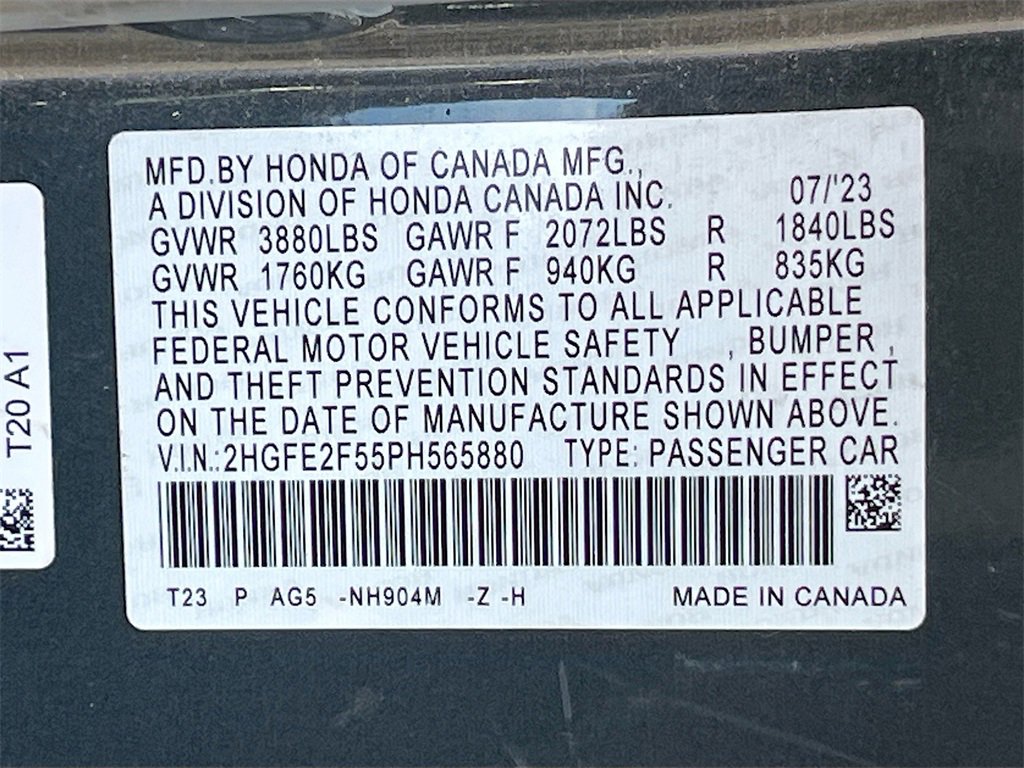 MFD.BY HONDA OF CANADA MFG.,
A DIVISION OF HONDA CANADA INC. 07/'23
GVWR 3880LBS GAWR F 2072LBS R 1840LBS
GVWR 1760KG GAWR F 940KG R 835KG
THIS VEHICLE CONFORMS TO ALL APPLICABLE
FEDERAL MOTOR VEHICLE SAFETY , BUMPER ,
AND THEFT PREVENTION STANDARDS IN EFFECT
ON THE DATE OF MANUFACTURE SHOWN ABOVE.
V.I.N.:2HGFE2F55PH565880 TYPE: PASSENGER CAR
T23 P AG5 -NH904M -Z -H MADE IN CANADA
T20 A1